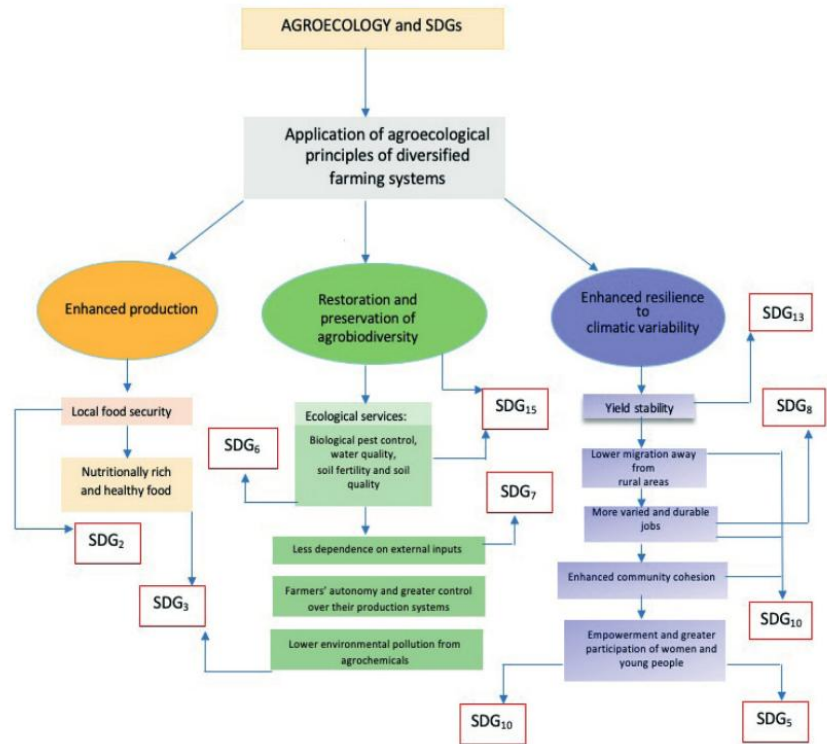 AGROECOLOGY and SDGs
Application of agroecological
principles of diversified
farming systems
Enhanced production
Restoration and
preservation of
agrobiodiversity
Enhanced resilience
to
climatic variability
SDG13
Local food security
Ecological services:
Biological pest control,
water quality,
soil fertility and soil
quality
SDG15
Yield stability
SDG8
SDG6
Nutritionally rich
and healthy food
Lower migration away
from
rural areas
SDG7
More varied and durable
jobs
SDG2
Less dependence on external inputs
Enhanced community cohesion
SDG3
Farmers' autonomy and greater control
over their production systems
SDG10
Lower environmental pollution from
agrochemicals
Empowerment and greater
participation of women and
young people
SDG10
SDG5